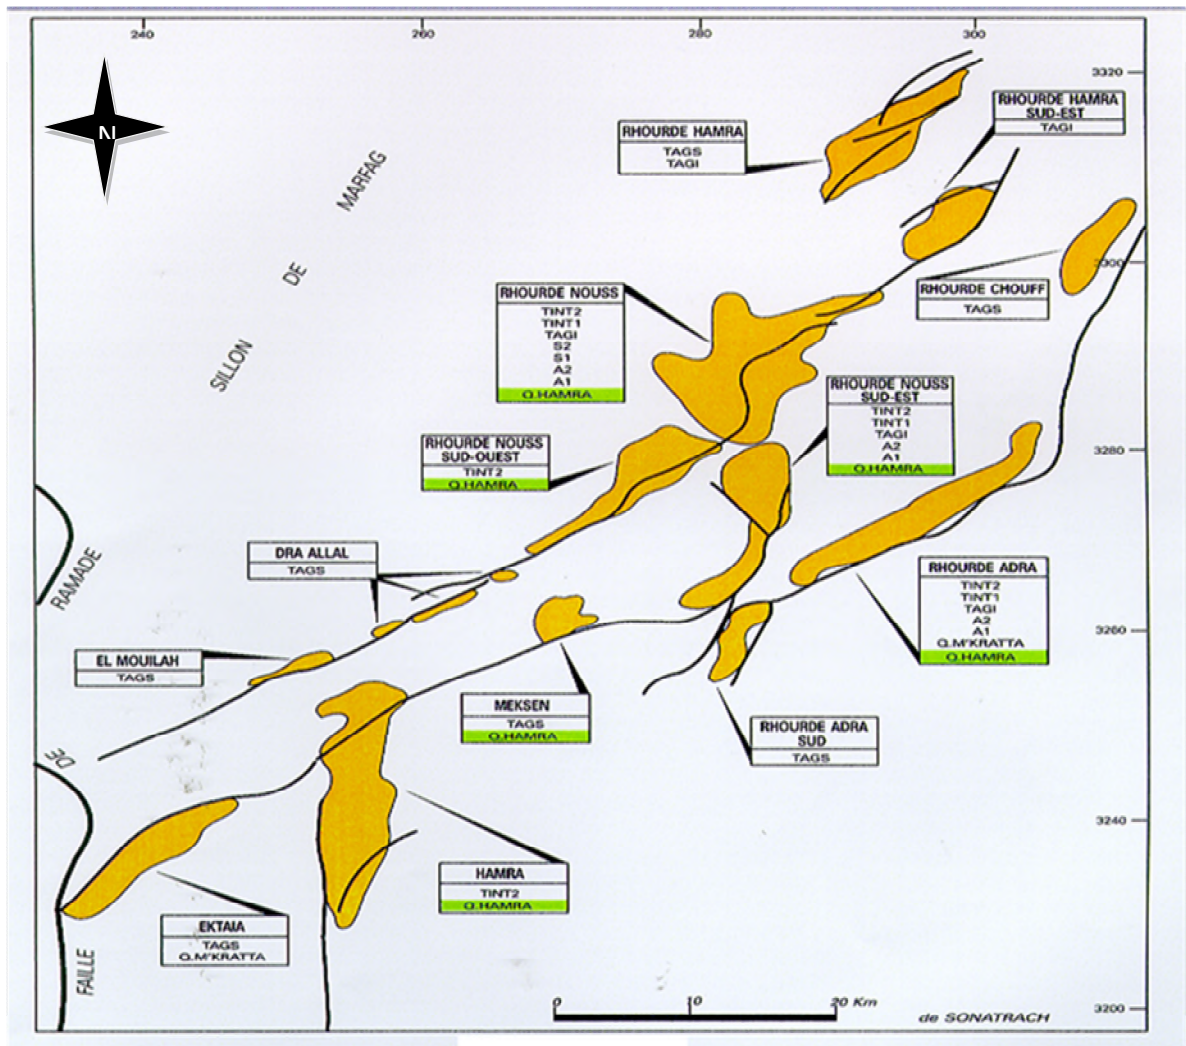 240
260
280
300
3320
N
RHOURDE HAMRA
SUD-EST
TAGI
RHOURDE HAMRA
TAGS
TAGI
MARFAG
DE
SILLON
3300
RHOURDE CHOUFF
TAGS
RHOURDE NOUSS
TINT2
TINT1
TAGI
S2
S1
A2
A1
Q.HAMRA
RHOURDE NOUSS
SUD-EST
TINT2
TINT1
TAGI
A2
A1
Q.HAMRA
RHOURDE NOUSS
SUD-OUEST
TINT2
Q.HAMRA
3280
DRA ALLAL
TAGS
RAMADE
RHOURDE ADRA
TINT2
TINT1
TAGI
A2
A1
Q.M'KRATTA
Q.HAMRA
3260
EL MOUILAH
TAGS
MEKSEN
TAGS
Q.HAMRA
RHOURDE ADRA
SUD
TAGS
DE
3240
HAMRA
TINT2
Q.HAMRA
EKTAIA
TAGS
Q.M'KRATTA
FAILLE
0 10 20 Km
de SONATRACH
3200